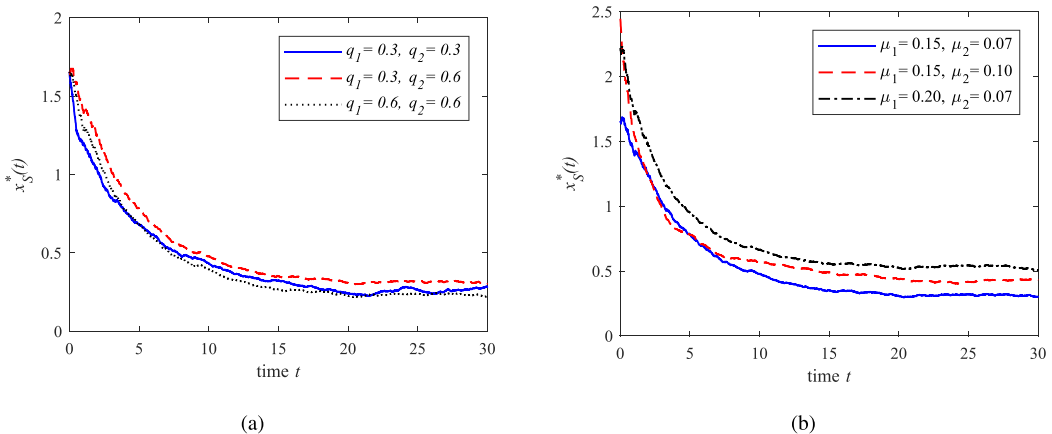 2
1.5
1
0.5
0
0 5 10 15 20 25 30
x*S(t)
time t
q1= 0.3, q2= 0.3
q1= 0.3, q2= 0.6
q1= 0.6, q2= 0.6
(a)
2.5
2
1.5
1
0.5
0
0 5 10 15 20 25 30
x*S(t)
time t
μ1= 0.15, μ2= 0.07
μ1= 0.15, μ2= 0.10
μ1= 0.20, μ2= 0.07
(b)